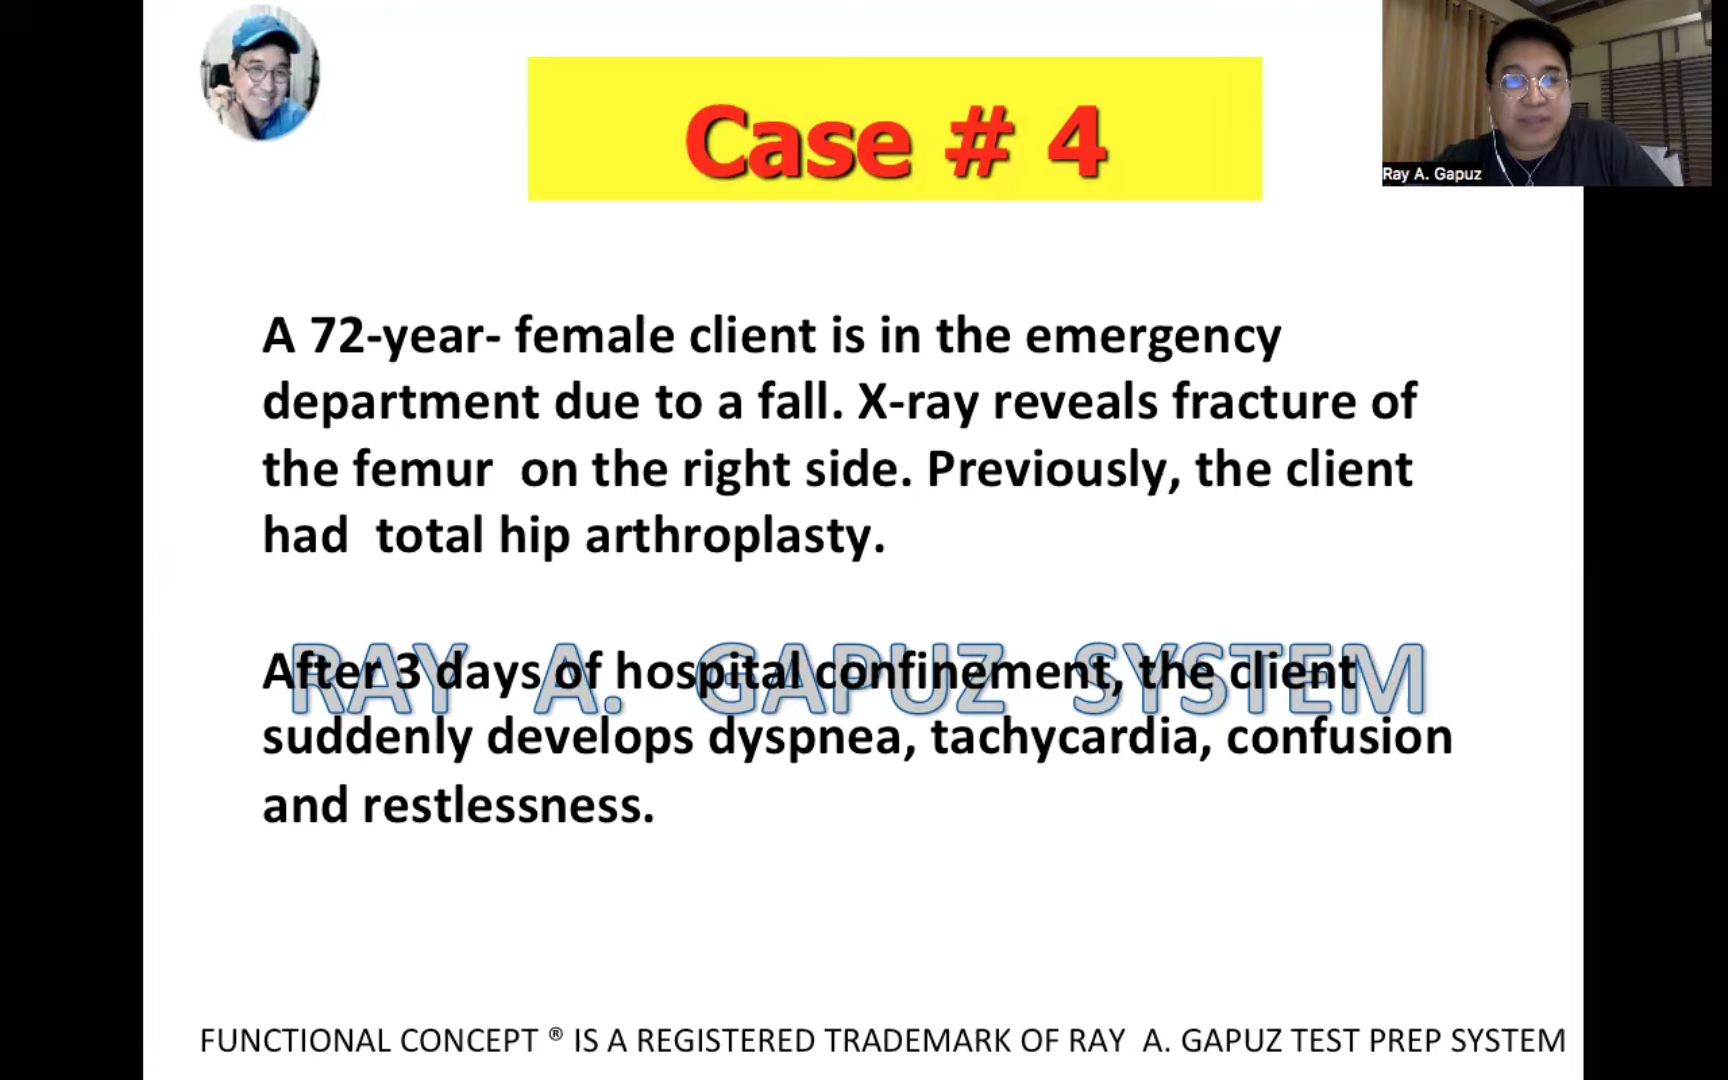 Case # 4
Ray A. Gapuz
A 72-year- female client is in the emergency
department due to a fall. X-ray reveals fracture of
the femur on the right side. Previously, the client
had total hip arthroplasty.
RAY A. GAPUZ SYSTEM
After 3 days of hospital confinement, the client
suddenly develops dyspnea, tachycardia, confusion
and restlessness.
FUNCTIONAL CONCEPT ® IS A REGISTERED TRADEMARK OF RAY A. GAPUZ TEST PREP SYSTEM